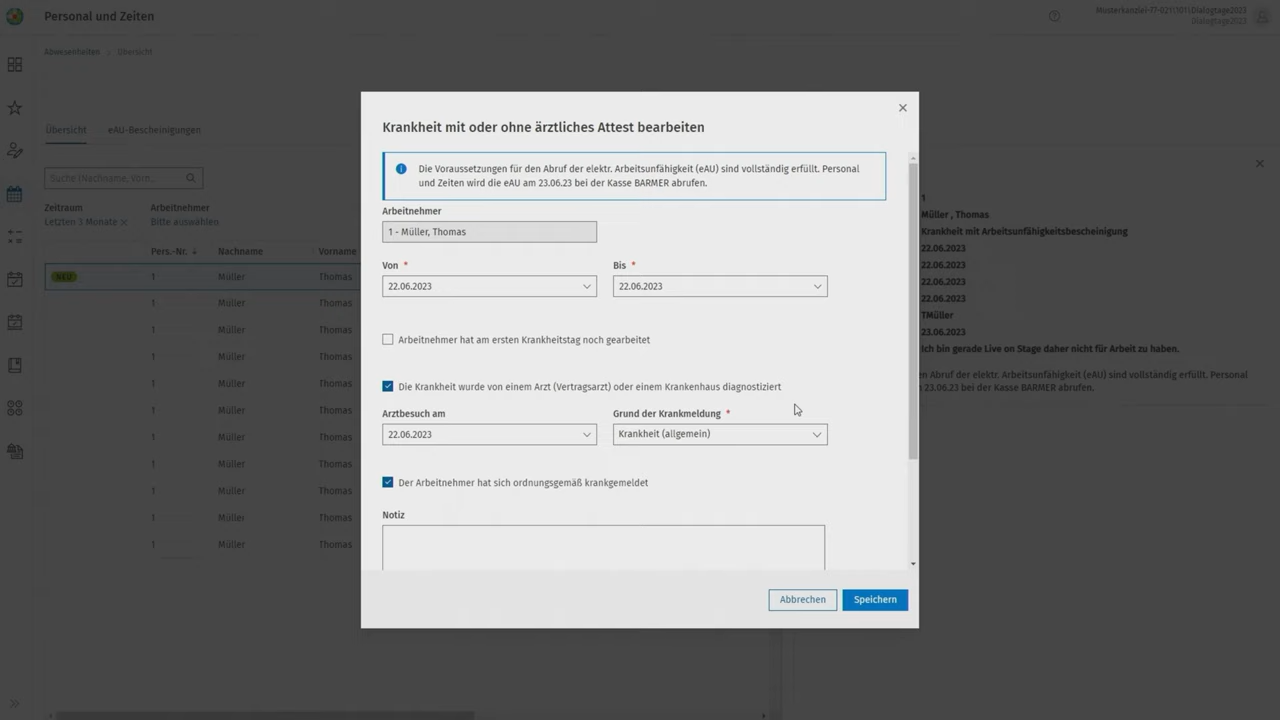 Personal und Zeiten
Musterkanzlei-77-021\101\Dialogtage2023
Dialogtage2023
Abwesenheiten > Übersicht
Übersicht
eAU-Bescheinigungen
Suche (Nachname, Vorn...
Zeitraum
Letzten 3 Monate ×
Arbeitnehmer
Bitte auswählen
Pers.-Nr. ↓ Nachname Vorname
NEU 1 Müller Thomas
1 Müller Thomas
1 Müller Thomas
1 Müller Thomas
1 Müller Thomas
1 Müller Thomas
1 Müller Thomas
1 Müller Thomas
1 Müller Thomas
1 Müller Thomas
1 Müller Thomas
Krankheit mit oder ohne ärztliches Attest bearbeiten
Die Voraussetzungen für den Abruf der elektr. Arbeitsunfähigkeit (eAU) sind vollständig erfüllt. Personal
und Zeiten wird die eAU am 23.06.23 bei der Kasse BARMER abrufen.
Arbeitnehmer
1 - Müller, Thomas
Von *
22.06.2023
Bis *
22.06.2023
Arbeitnehmer hat am ersten Krankheitstag noch gearbeitet
Die Krankheit wurde von einem Arzt (Vertragsarzt) oder einem Krankenhaus diagnostiziert
Arztbesuch am
22.06.2023
Grund der Krankmeldung *
Krankheit (allgemein)
Der Arbeitnehmer hat sich ordnungsgemäß krankgemeldet
Notiz
Abbrechen
Speichern
1
Müller , Thomas
Krankheit mit Arbeitsunfähigkeitsbescheinigung
22.06.2023
22.06.2023
22.06.2023
22.06.2023
TMüller
23.06.2023
Ich bin gerade Live on Stage daher nicht für Arbeit zu haben.
en Abruf der elektr. Arbeitsunfähigkeit (eAU) sind vollständig erfüllt. Personal
23.06.23 bei der Kasse BARMER abrufen.